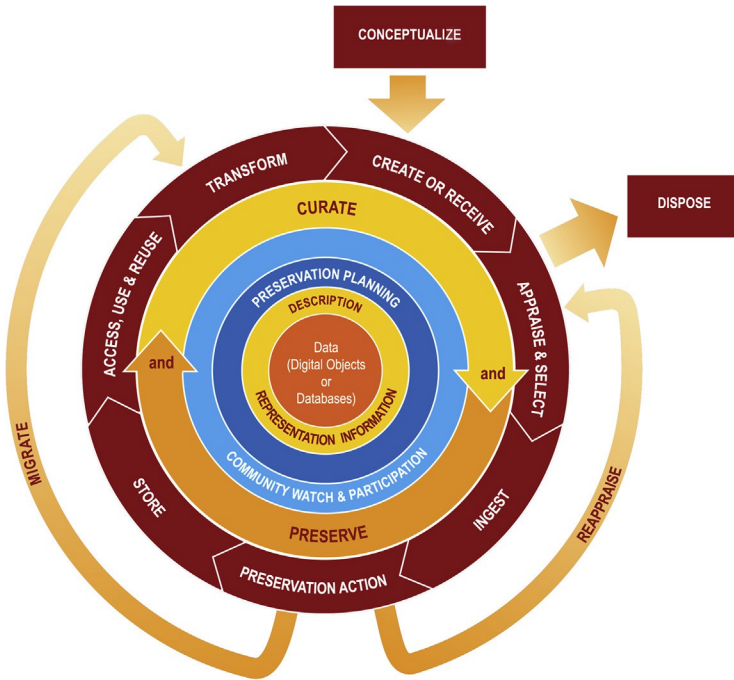 CONCEPTUALIZE
CREATE OR RECEIVE
DISPOSE
APPRAISE & SELECT
INGEST
PRESERVATION ACTION
STORE
ACCESS, USE & REUSE
TRANSFORM
MIGRATE
REAPPRAISE
CURATE
and
PRESERVE
and
COMMUNITY WATCH & PARTICIPATION
PRESERVATION PLANNING
DESCRIPTION
REPRESENTATION INFORMATION
Data
(Digital Objects
or
Databases)